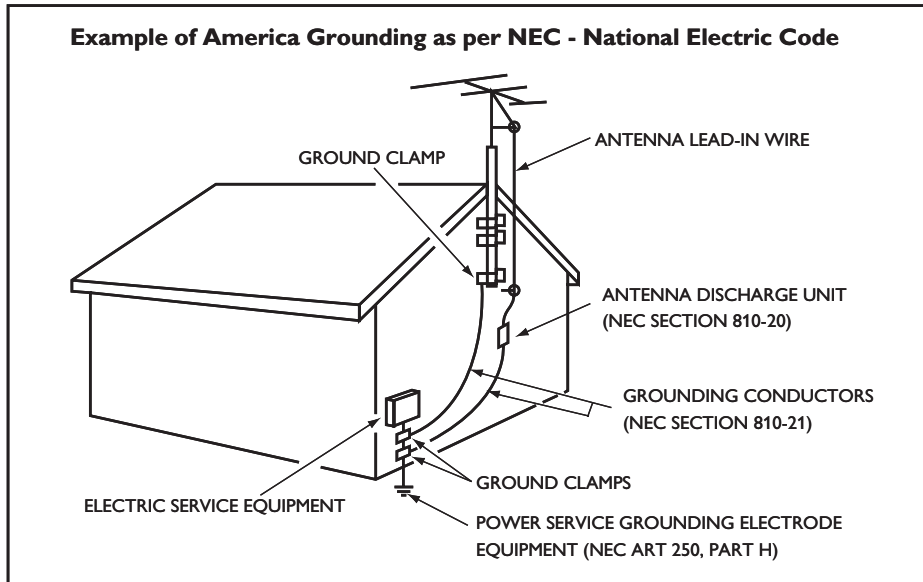 Example of America Grounding as per NEC - National Electric Code
ANTENNA LEAD-IN WIRE
GROUND CLAMP
ANTENNA DISCHARGE UNIT
(NEC SECTION 810-20)
GROUNDING CONDUCTORS
(NEC SECTION 810-21)
GROUND CLAMPS
ELECTRIC SERVICE EQUIPMENT
POWER SERVICE GROUNDING ELECTRODE
EQUIPMENT (NEC ART 250, PART H)